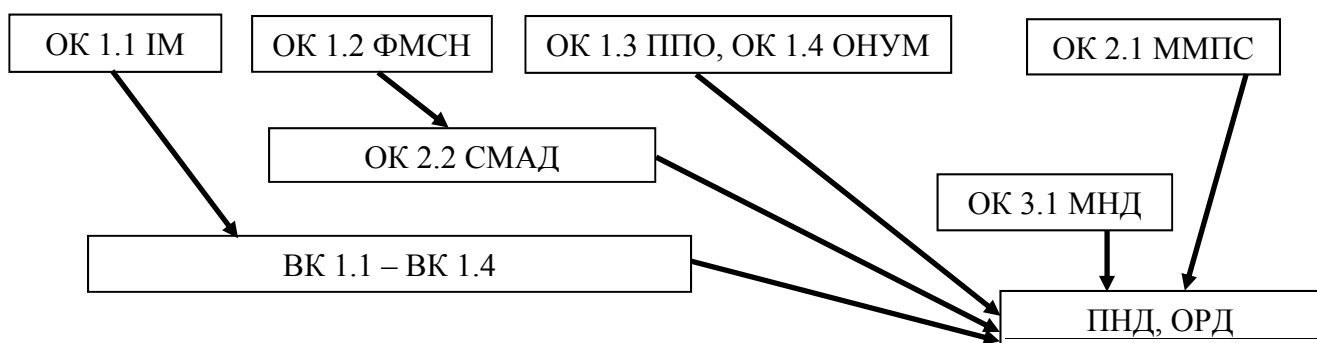 ОК 1.1 ІМ
ОК 1.2 ФМСН
ОК 1.3 ППО, ОК 1.4 ОНУМ
ОК 2.1 ММПС
ОК 2.2 СМАД
ОК 3.1 МНД
ВК 1.1 – ВК 1.4
ПНД, ОРД